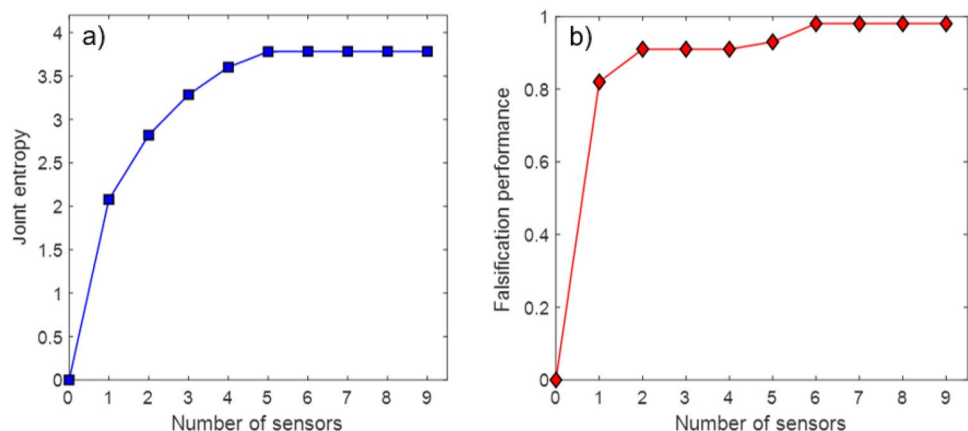 a)
4
3.5
3
2.5
2
1.5
1
0.5
0
Joint entropy
0 1 2 3 4 5 6 7 8 9
Number of sensors
b)
1
0.8
0.6
0.4
0.2
0
Falsification performance
0 1 2 3 4 5 6 7 8 9
Number of sensors